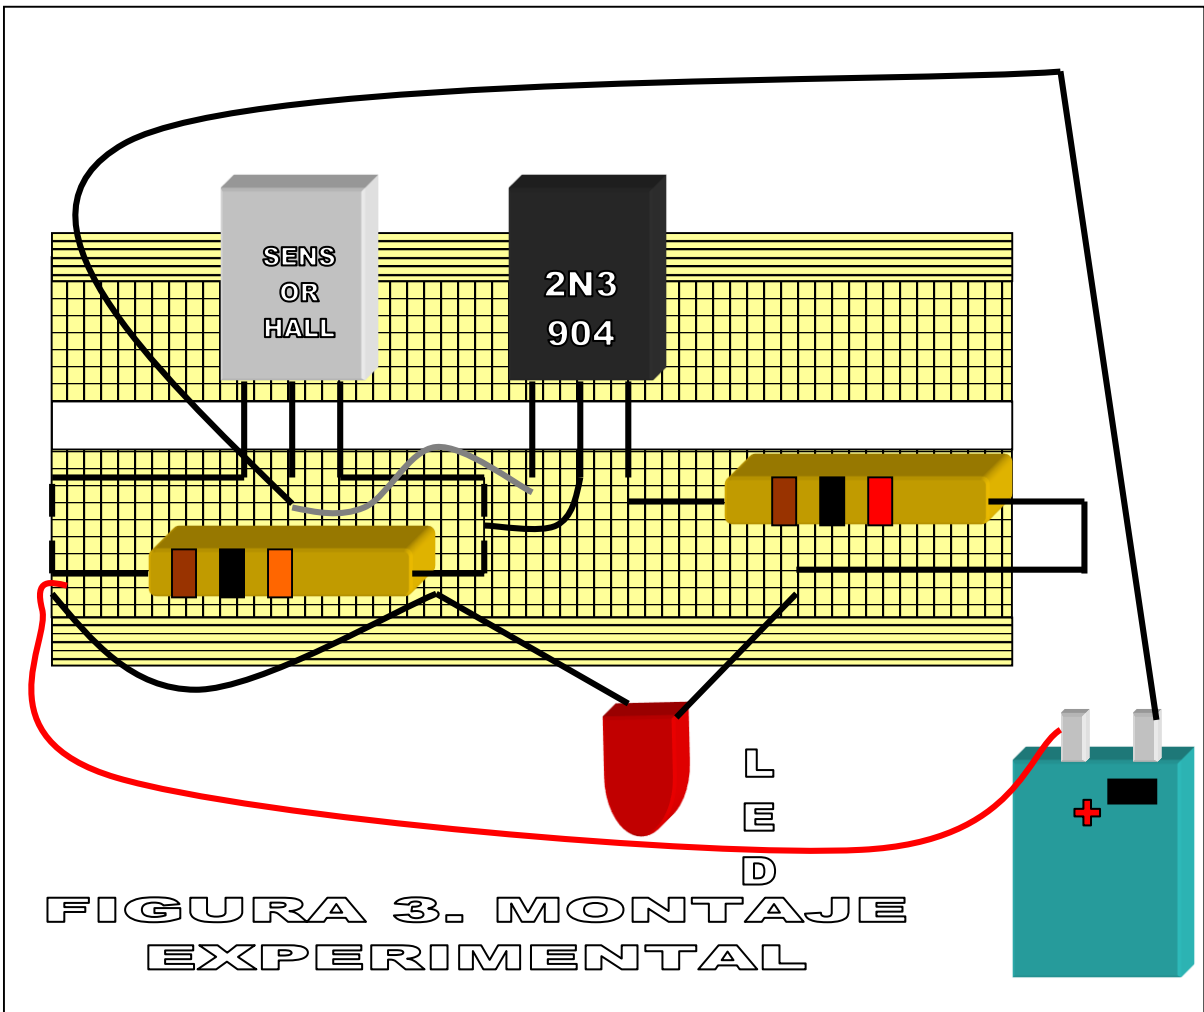 SENS
OR
HALL
2N3
904
L
E
D
+
FIGURA 3. MONTAJE
EXPERIMENTAL